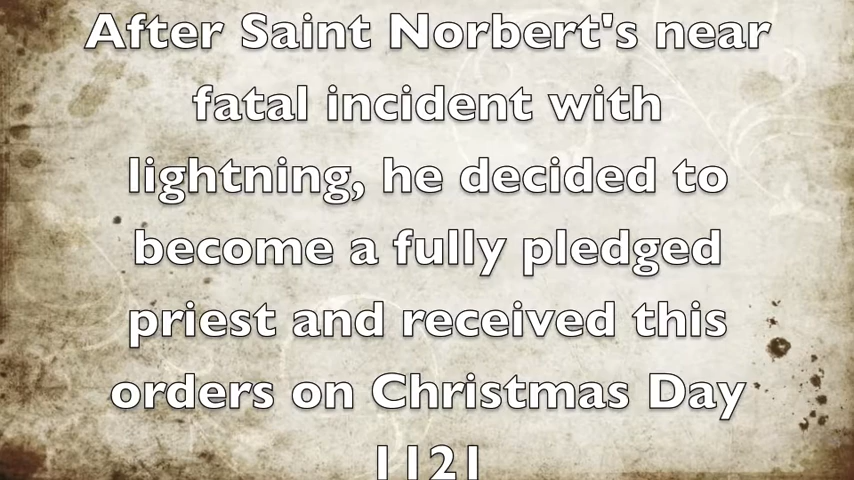 After Saint Norbert's near
fatal incident with
lightning, he decided to
become a fully pledged
priest and received this
orders on Christmas Day
1121